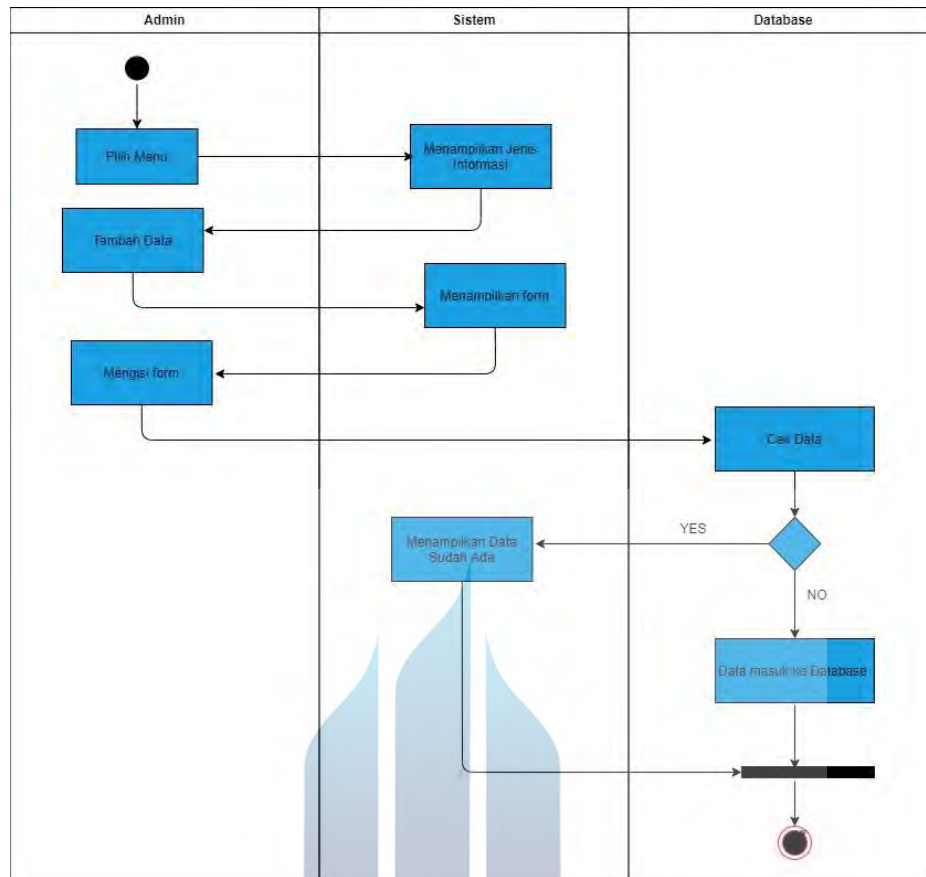 Admin
Sistem
Database
Pilih Menu
Menampilkan Jenis
Informasi
Tambah Data
Menampilkan form
Mengisi form
Cek Data
YES
Menampilkan Data
Sudah Ada
NO
Data masuk ke Database